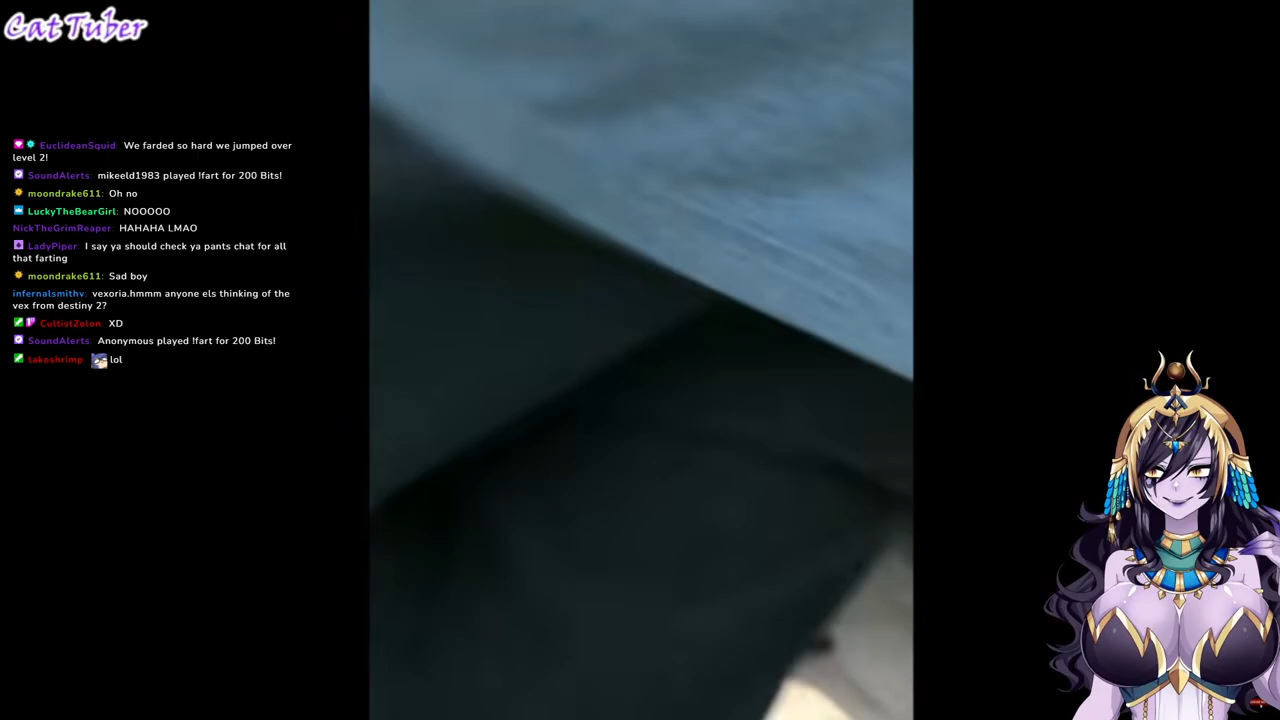 Cat Tuber
EuclideanSquid: We farded so hard we jumped over
level 2!
SoundAlerts: mikeeld1983 played !fart for 200 Bits!
moondrake611: Oh no
LuckyTheBearGirl: NOOOOO
NickTheGrimReaper: HAHAHA LMAO
LadyPiper: I say ya should check ya pants chat for all
that farting
moondrake611: Sad boy
infernalsmithv: vexoria.hmmm anyone els thinking of the
vex from destiny 2?
CultistZolon: XD
SoundAlerts: Anonymous played !fart for 200 Bits!
takoshrimp: lol